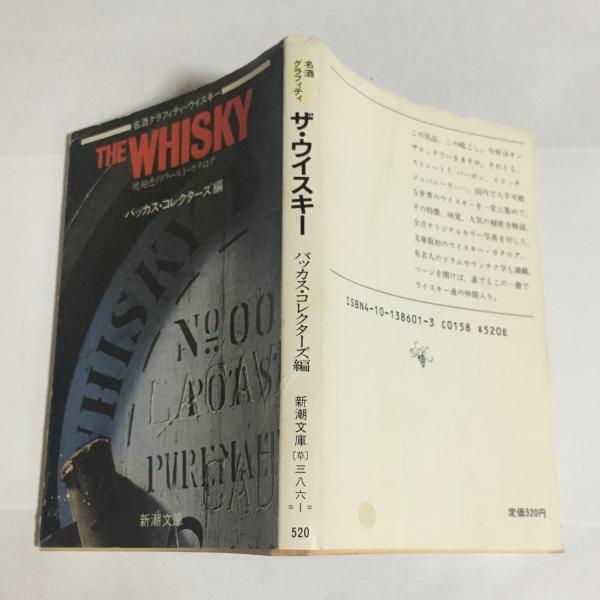 名酒グラフィティ・ウイスキー
THE WHISKY
琥珀色のワールド・カタログ
バッカス・コレクターズ編
WHISKY
No. 00
LAGAV
POTAS
PUREMALT
新潮文庫
名酒
グラフィティ
ザ・ウイスキー
バッカス・コレクターズ編
新潮文庫
〔草〕三八六=1=
520
この気品、この喉ごし。今宵はオン
ザロックでいきますか。それとも、
ストレート？ バーボン、スコッチ、
ジャパニーズ……。国内で入手可能
な世界のウイスキーを一堂に集めて、
その特徴、味覚、人気の秘密を解説。
全点オリジナルカラー写真を付した、
文庫版初のウイスキー・カタログ。
有名人のコラムやウンチク学も満載。
ページを開けば、誰でもこの一冊で
ウイスキー通の仲間入り。
ISBN4-10-138601-3 C0158 ¥520E
定価520円